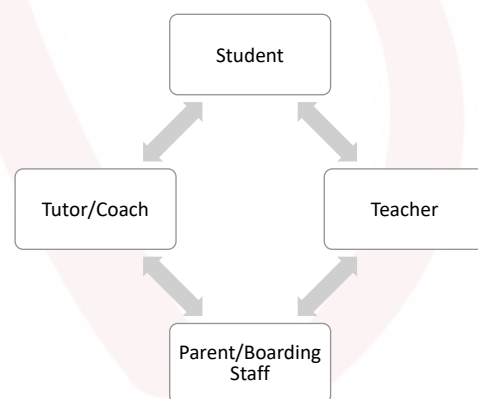 Student
Tutor/Coach
Teacher
Parent/Boarding
Staff